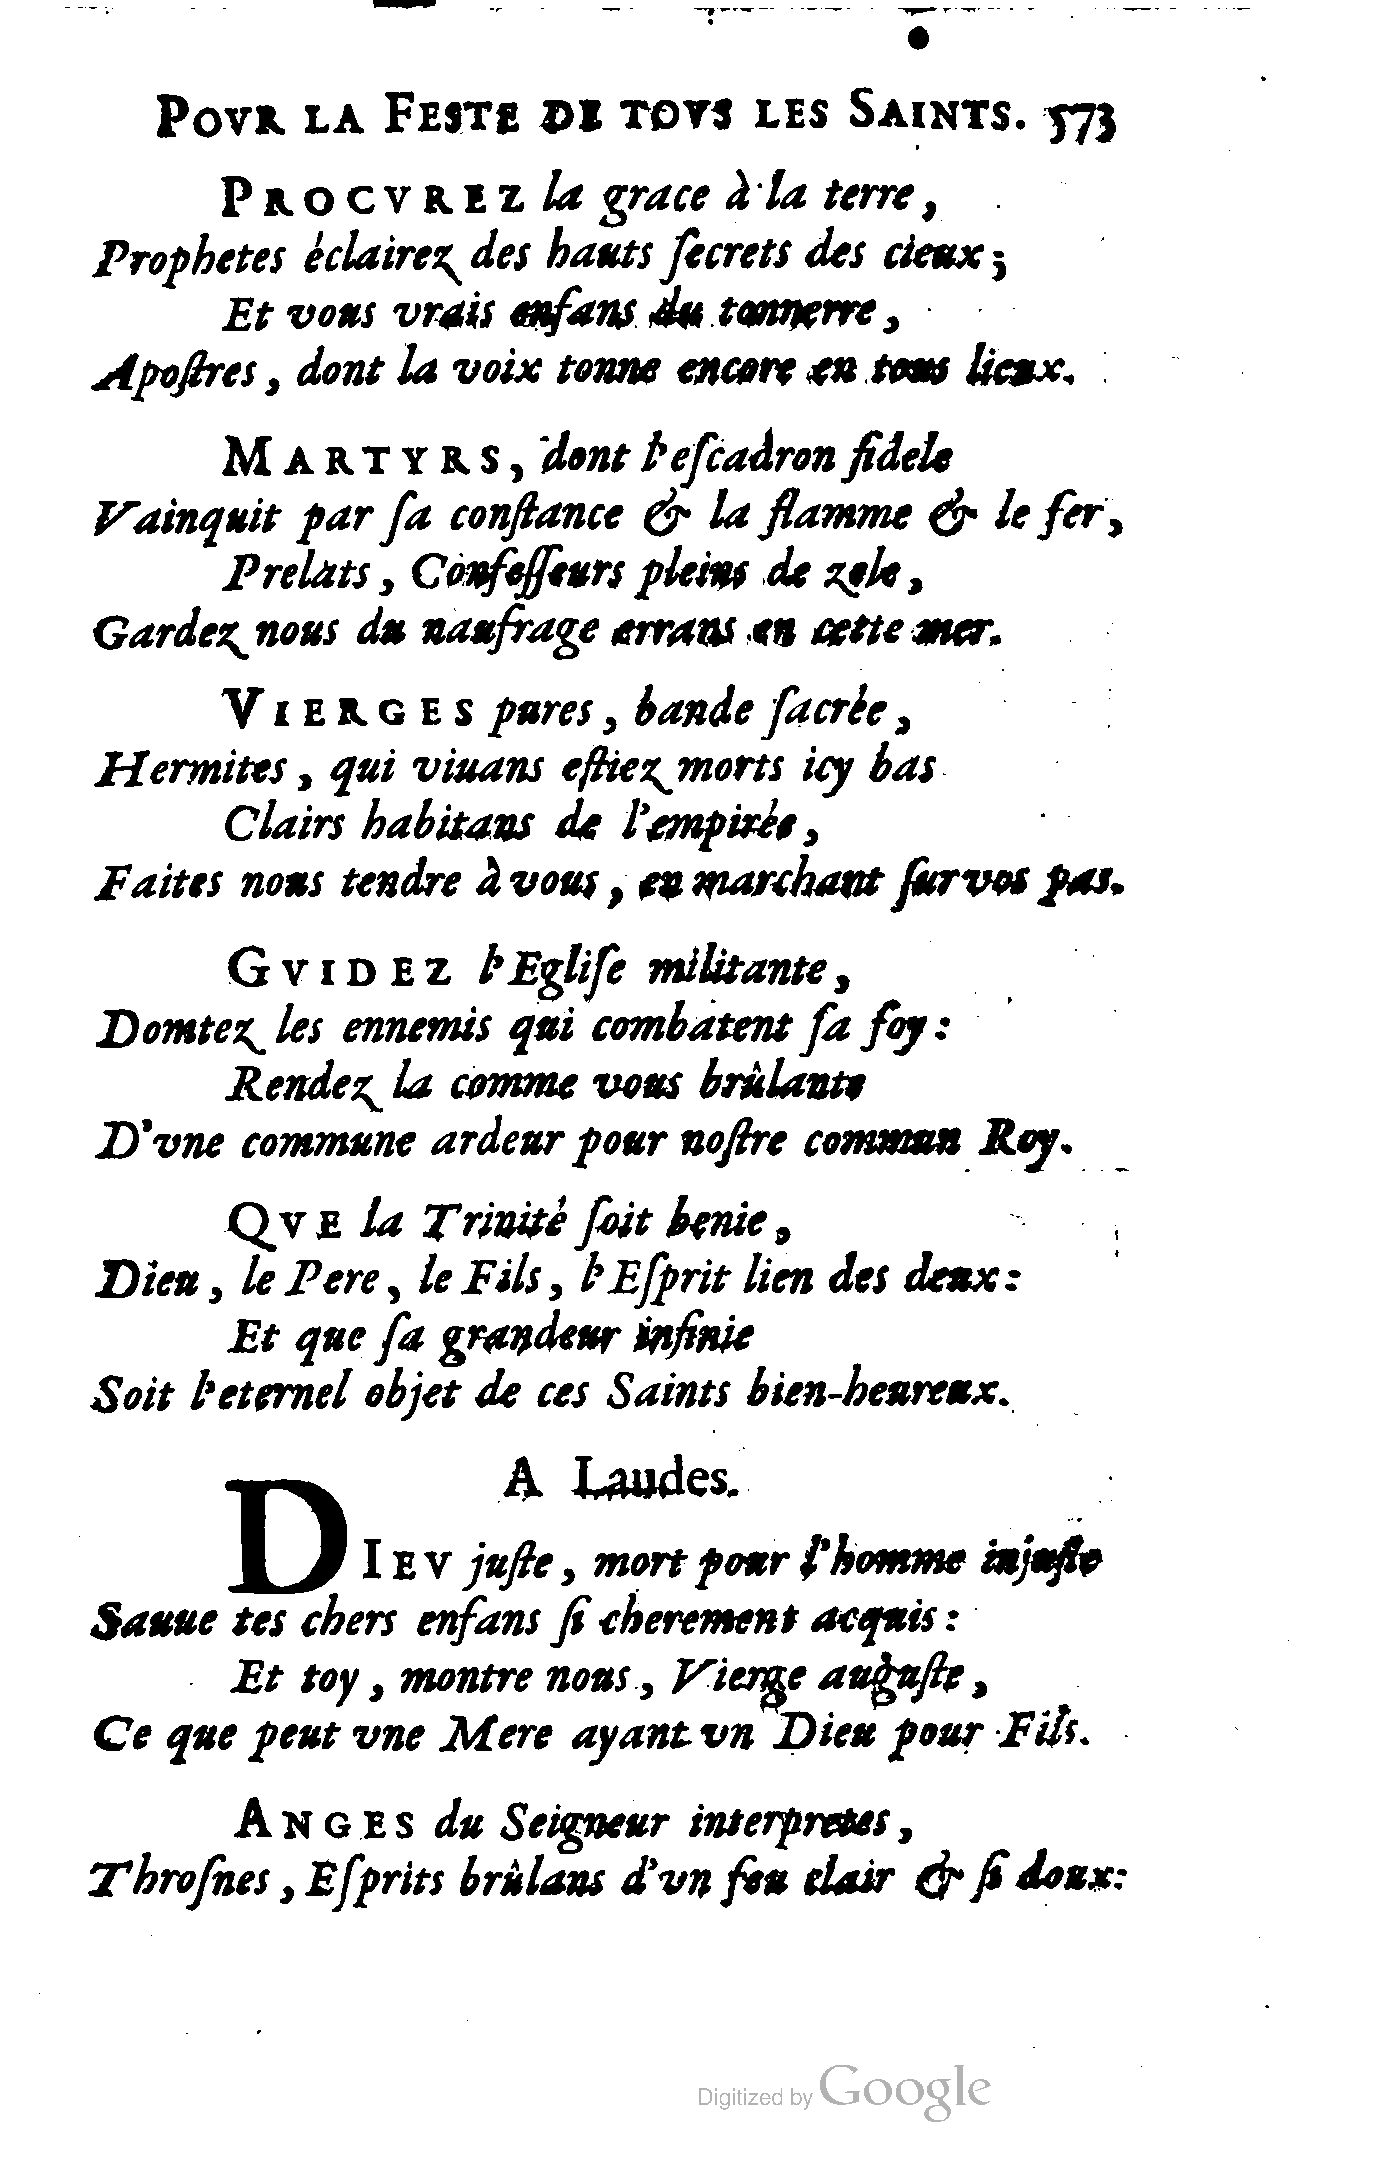 POVR LA FESTE DE TOVS LES SAINTS. 573
PROCVREZ la grace à la terre,
Prophetes éclairez des hauts ſecrets des cieux;
Et vous vrais enfans du tonnerre,
Apoſtres, dont la voix tonne encore en tous lieux.
MARTYRS, dont l'eſcadron fidele
Vainquit par ſa conſtance & la flamme & le fer,
Prelats, Confeſſeurs pleins de zele,
Gardez nous du naufrage errans en cette mer.
VIERGES pures, bande ſacrée,
Hermites, qui viuans eſtiez morts icy bas
Clairs habitans de l'empirée,
Faites nous tendre à vous, en marchant ſur vos pas.
GVIDEZ l'Egliſe militante,
Domtez les ennemis qui combatent ſa foy:
Rendez la comme vous brûlante
D'vne commune ardeur pour noſtre commun Roy.
QVE la Trinité ſoit benie,
Dieu, le Pere, le Fils, l'Eſprit lien des deux:
Et que ſa grandeur infinie
Soit l'eternel objet de ces Saints bien-heureux.
A Laudes.
DIEV juſte, mort pour l'homme injuſte
Sauue tes chers enfans ſi cherement acquis:
Et toy, montre nous, Vierge auguſte,
Ce que peut vne Mere ayant vn Dieu pour Fils.
ANGES du Seigneur interpretes,
Throſnes, Eſprits brûlans d'vn feu clair & ſi doux:
Digitized by Google